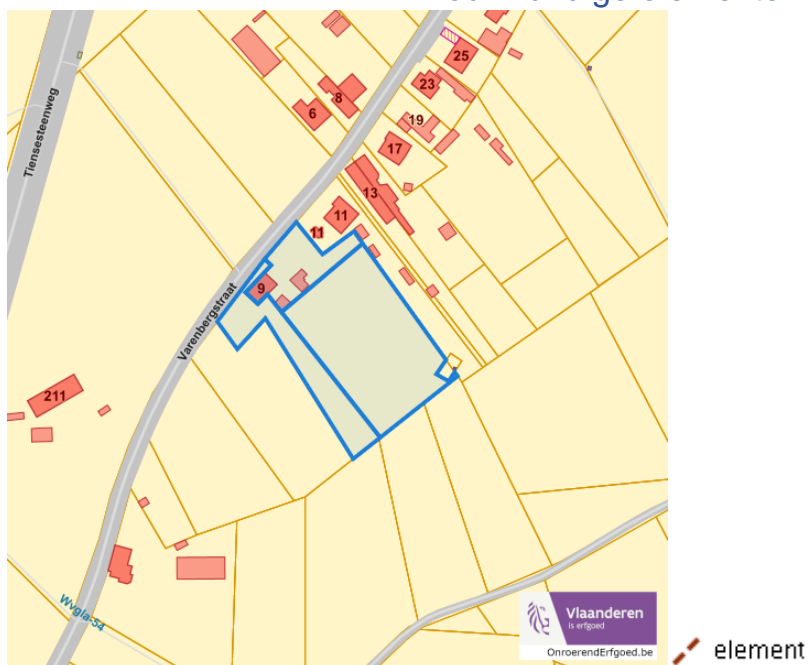 25
23
8
6
19
17
Tiensesteenweg
13
11
11
9
Varenbergstraat
211
Wvgla-54
Vlaanderen
is erfgoed
OnroerendErfgoed.be
element